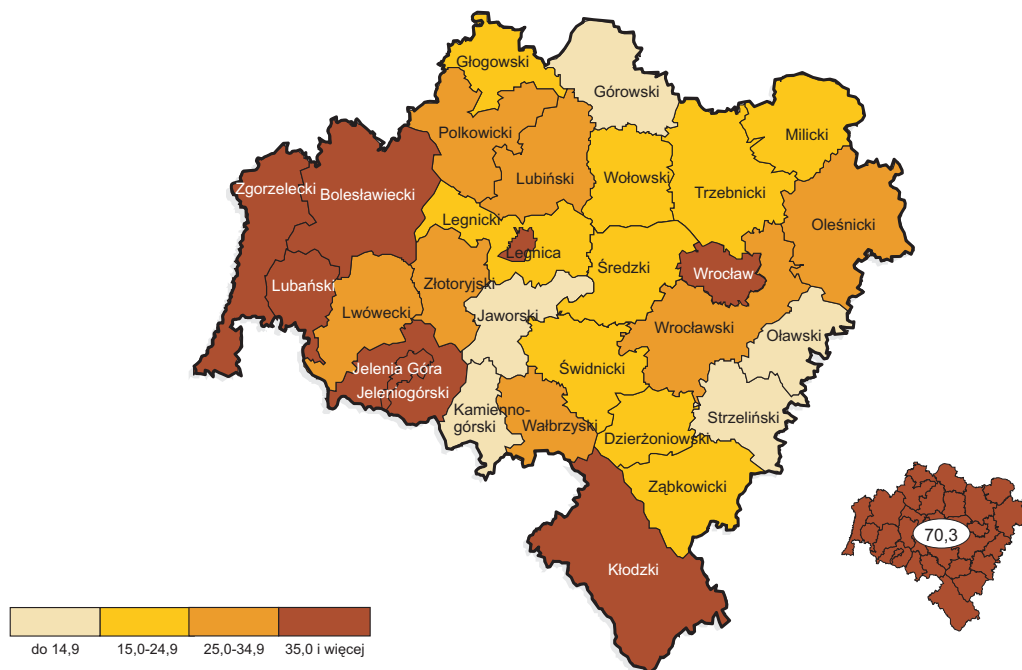 Głogowski
Górowski
Polkowicki
Milicki
Lubiński
Wołowski
Trzebnicki
Zgorzelecki
Bolesławiecki
Legnicki
Oleśnicki
Legnica
Średzki
Wrocław
Lubański
Złotoryjski
Lwówecki
Jaworski
Wrocławski
Oławski
Jelenia Góra
Świdnicki
Jeleniogórski
Kamienno-
górski
Wałbrzyski
Strzeliński
Dzierżoniowski
Ząbkowicki
70,3
Kłodzki
do 14,9 15,0-24,9 25,0-34,9 35,0 i więcej